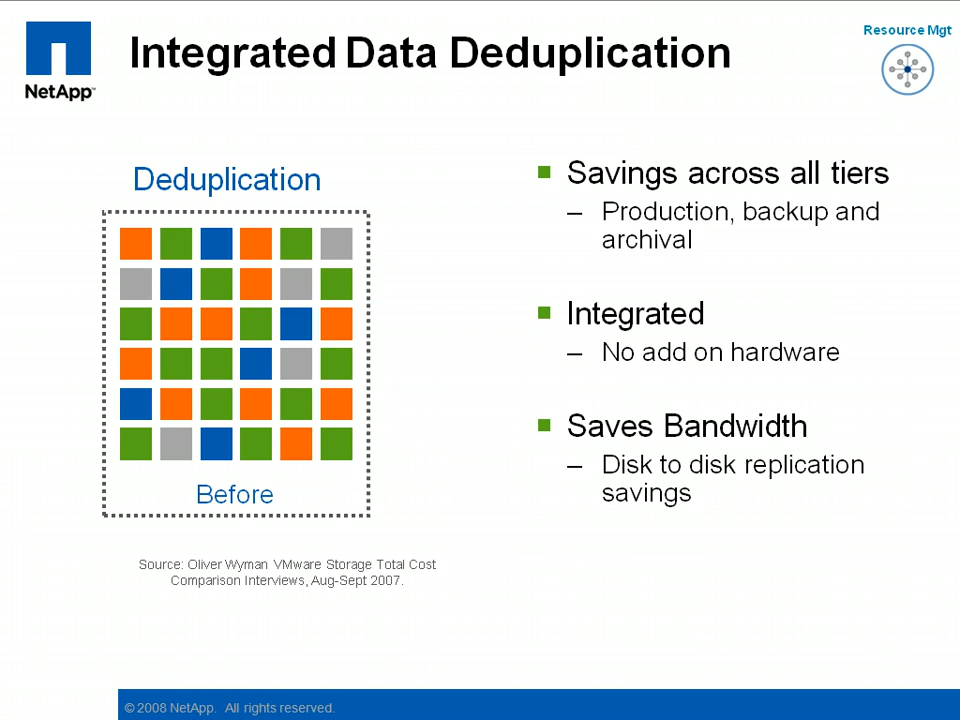 NetApp™
Integrated Data Deduplication
Resource Mgt
Deduplication
Before
Source: Oliver Wyman VMware Storage Total Cost
Comparison Interviews, Aug-Sept 2007.
Savings across all tiers
– Production, backup and
archival
Integrated
– No add on hardware
Saves Bandwidth
– Disk to disk replication
savings
© 2008 NetApp. All rights reserved.